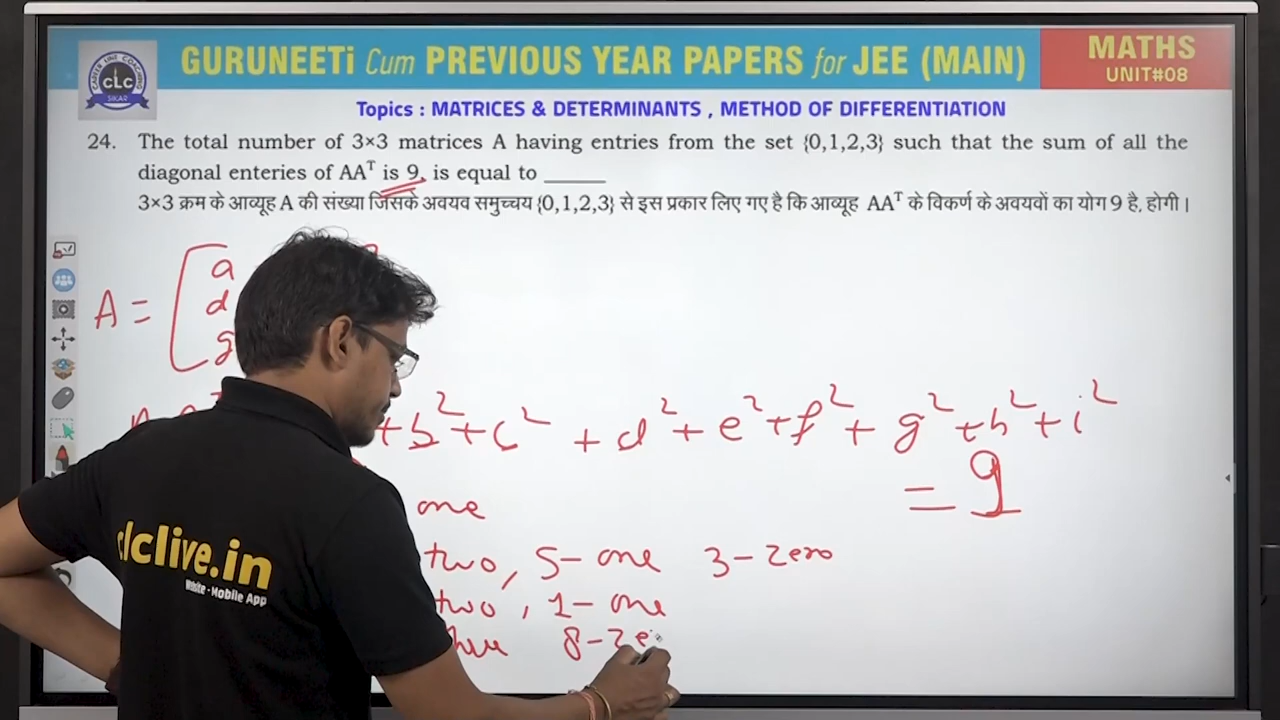 GURUNEETi Cum PREVIOUS YEAR PAPERS for JEE (MAIN)
MATHS
UNIT#08
CLC
SIKAR
Topics : MATRICES & DETERMINANTS , METHOD OF DIFFERENTIATION
24. The total number of 3×3 matrices A having entries from the set {0,1,2,3} such that the sum of all the
diagonal enteries of AAᵀ is 9, is equal to ______
3×3 क्रम के आव्यूह A की संख्या जिसके अवयव समुच्चय {0,1,2,3} से इस प्रकार लिए गए है कि आव्यूह AAᵀ के विकर्ण के अवयवों का योग 9 है, होगी।
A = [ a
d
g
+ b² + c² + d² + e² + f² + g² + h² + i²
= 9
one
two, 5- one 3- zero
two, 1- one
8- ze
clclive.in
Website - Mobile App